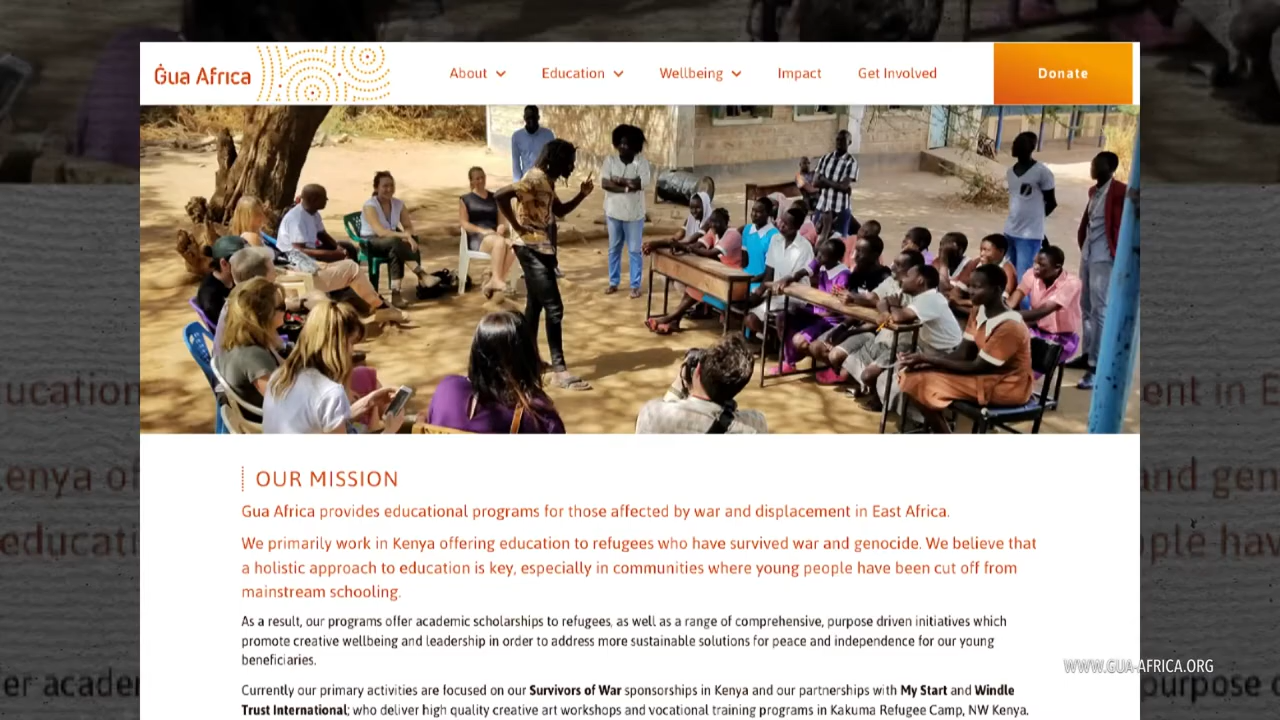 Ġua Africa
About
Education
Wellbeing
Impact
Get Involved
Donate
OUR MISSION
Gua Africa provides educational programs for those affected by war and displacement in East Africa.
We primarily work in Kenya offering education to refugees who have survived war and genocide. We believe that
a holistic approach to education is key, especially in communities where young people have been cut off from
mainstream schooling.
As a result, our programs offer academic scholarships to refugees, as well as a range of comprehensive, purpose driven initiatives which
promote creative wellbeing and leadership in order to address more sustainable solutions for peace and independence for our young
beneficiaries.
Currently our primary activities are focused on our Survivors of War sponsorships in Kenya and our partnerships with My Start and Windle
Trust International; who deliver high quality creative art workshops and vocational training programs in Kakuma Refugee Camp, NW Kenya.
WWW.GUA-AFRICA.ORG